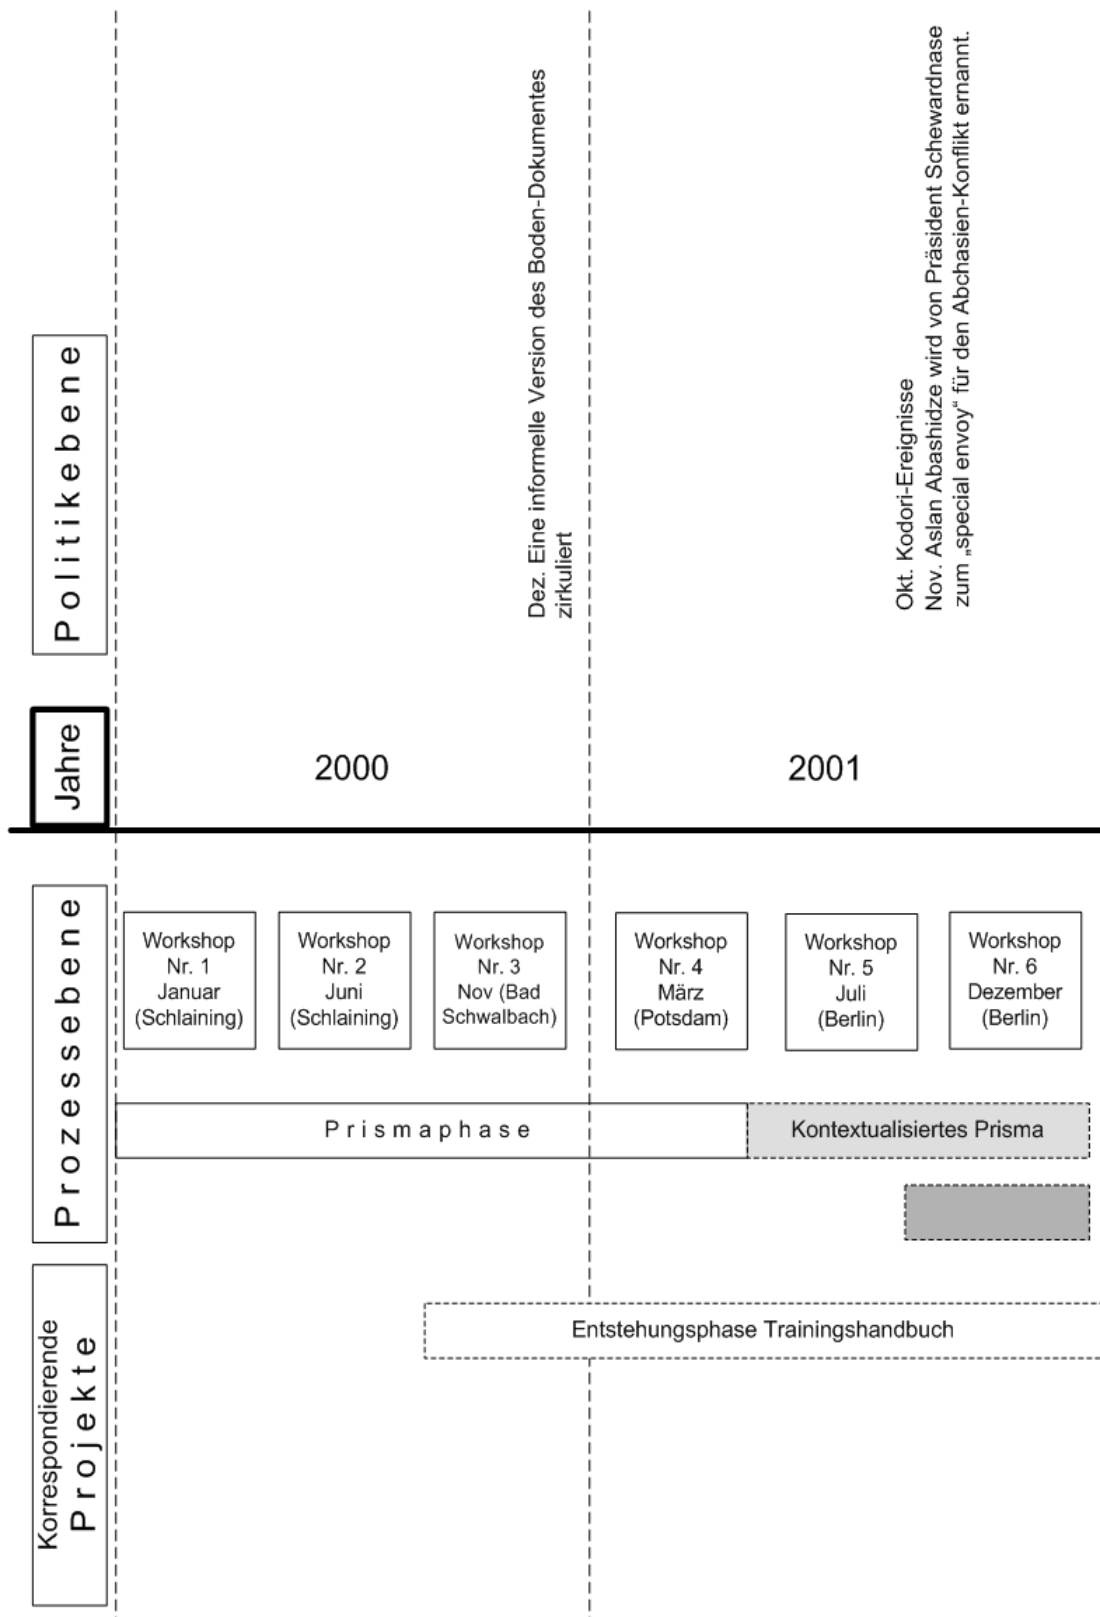 Politikebene
Dez. Eine informelle Version des Boden-Dokumentes
zirkuliert
Okt. Kodori-Ereignisse
Nov. Aslan Abashidze wird von Präsident Schewardnase
zum „special envoy“ für den Abchasien-Konflikt ernannt.
Jahre
2000
2001
Prozessebene
Workshop
Nr. 1
Januar
(Schlaining)
Workshop
Nr. 2
Juni
(Schlaining)
Workshop
Nr. 3
Nov (Bad
Schwalbach)
Workshop
Nr. 4
März
(Potsdam)
Workshop
Nr. 5
Juli
(Berlin)
Workshop
Nr. 6
Dezember
(Berlin)
Prismaphase
Kontextualisiertes Prisma
Korrespondierende
Projekte
Entstehungsphase Trainingshandbuch